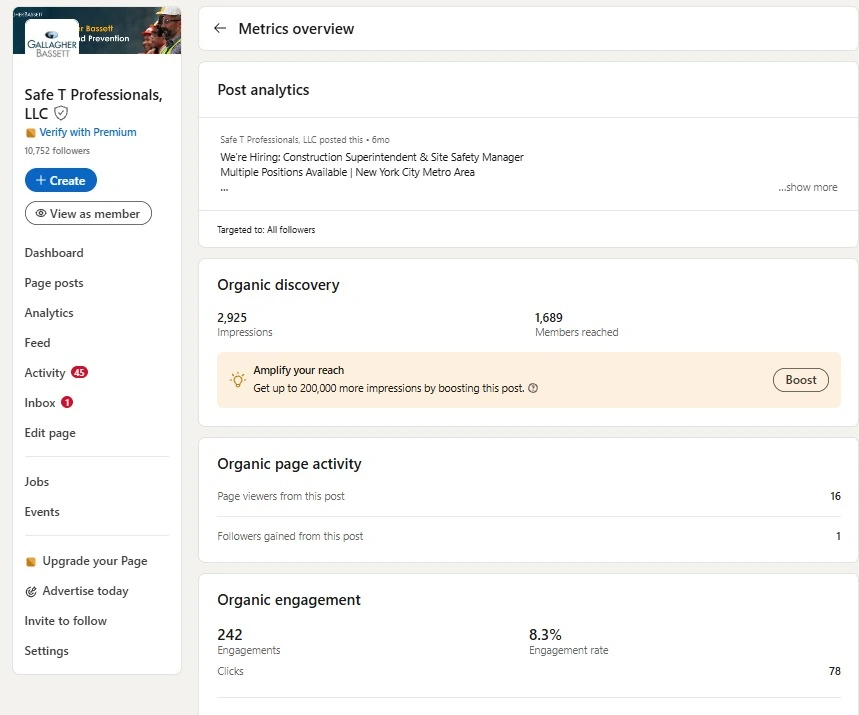 GALLAGHER
BASSETT
r Bassett
nd Prevention
Safe T Professionals,
LLC
Verify with Premium
10,752 followers
+ Create
View as member
Dashboard
Page posts
Analytics
Feed
Activity 45
Inbox 1
Edit page
Jobs
Events
Upgrade your Page
Advertise today
Invite to follow
Settings
← Metrics overview
Post analytics
Safe T Professionals, LLC posted this • 6mo
We're Hiring: Construction Superintendent & Site Safety Manager
Multiple Positions Available | New York City Metro Area
...
...show more
Targeted to: All followers
Organic discovery
2,925 1,689
Impressions Members reached
Amplify your reach
Get up to 200,000 more impressions by boosting this post.
Boost
Organic page activity
Page viewers from this post 16
Followers gained from this post 1
Organic engagement
242 8.3%
Engagements Engagement rate
Clicks 78